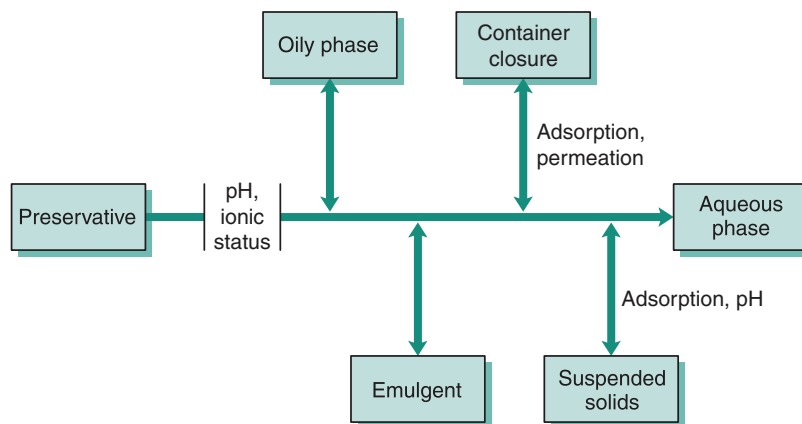 Oily phase
Container
closure
Adsorption,
permeation
Preservative
pH,
ionic
status
Aqueous
phase
Adsorption, pH
Emulgent
Suspended
solids